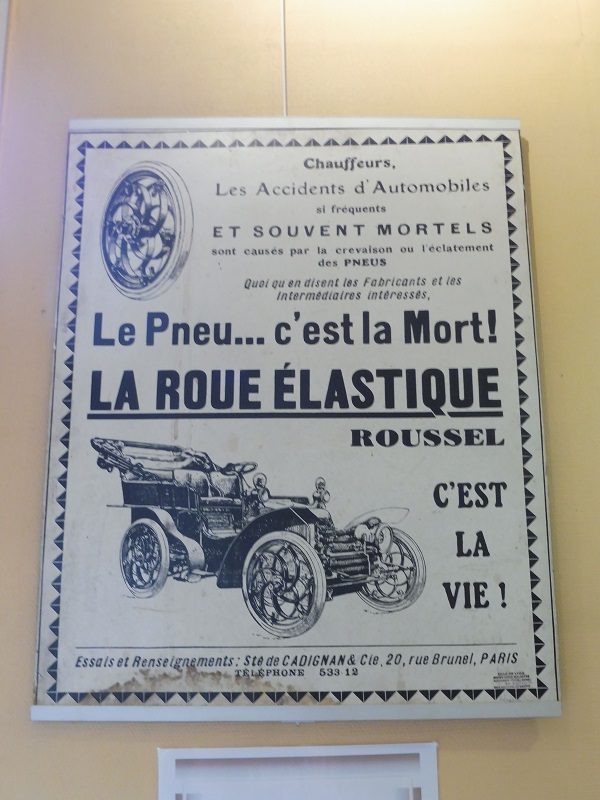 Chauffeurs,
Les Accidents d'Automobiles
si fréquents
ET SOUVENT MORTELS
sont causés par la crevaison ou l'éclatement
des PNEUS
Quoi qu'en disent les Fabricants et les
Intermédiaires intéressés,
Le Pneu... c'est la Mort!
LA ROUE ÉLASTIQUE
ROUSSEL
C'EST
LA
VIE !
Essais et Renseignements: Sté de CADIGNAN & Cie, 20, rue Brunel, PARIS
TÉLÉPHONE 533-12